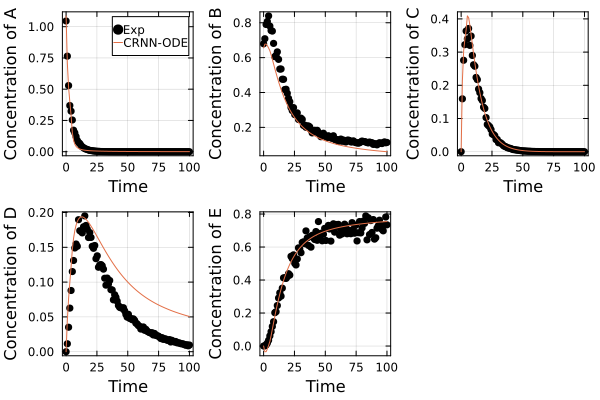 Concentration of A
1.00
0.75
0.50
0.25
0.00
0 25 50 75 100
Time
Exp
CRNN-ODE
Concentration of B
0.8
0.6
0.4
0.2
0 25 50 75 100
Time
Concentration of C
0.4
0.3
0.2
0.1
0.0
0 25 50 75 100
Time
Concentration of D
0.20
0.15
0.10
0.05
0.00
0 25 50 75 100
Time
Concentration of E
0.8
0.6
0.4
0.2
0.0
0 25 50 75 100
Time